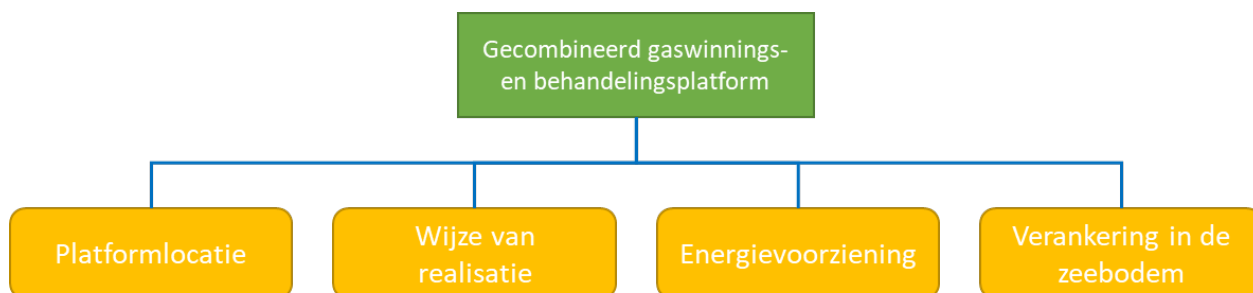 Gecombineerd gaswinnings-
en behandelingsplatform
Platformlocatie
Wijze van
realisatie
Energievoorziening
Verankering in de
zeebodem